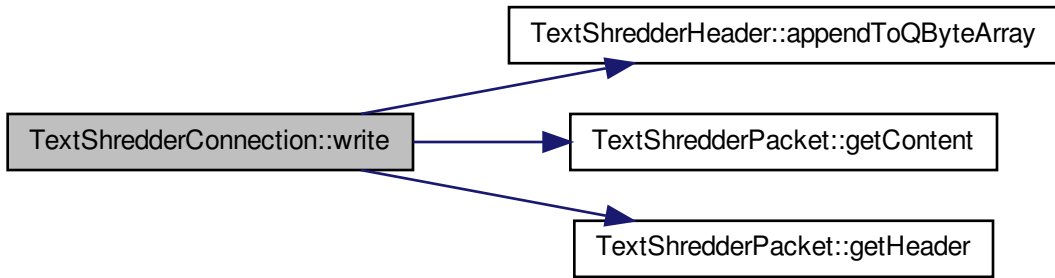 TextShredderHeader::appendToQByteArray
TextShredderConnection::write
TextShredderPacket::getContent
TextShredderPacket::getHeader